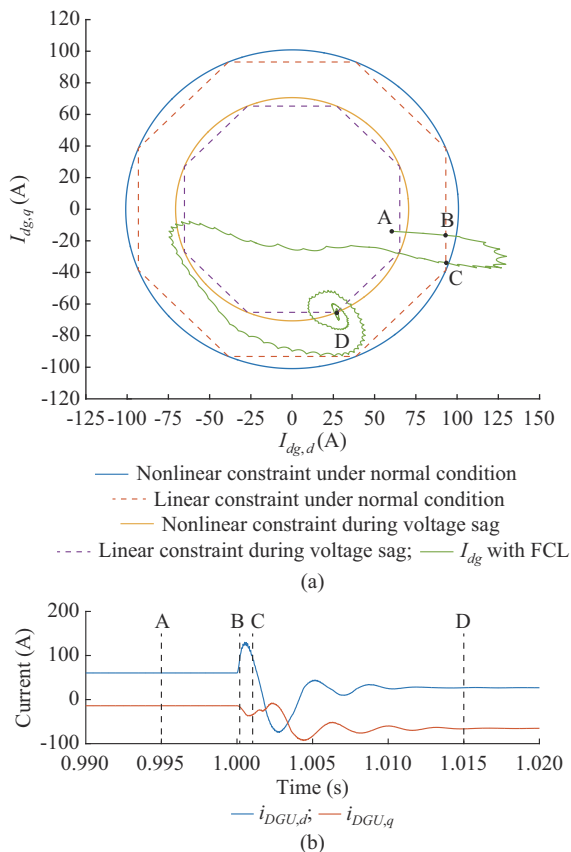 120
100
80
60
40
20
0
-20
-40
-60
-80
-100
120
I_{dg,q}(A)
A
B
C
D
-125 -100 -75 -50 -25 0 25 50 75 100 125 150
I_{dg,d}(A)
Nonlinear constraint under normal condition
Linear constraint under normal condition
Nonlinear constraint during voltage sag
Linear constraint during voltage sag; I_{dg} with FCL
(a)
200
100
0
-100
Current (A)
A B C D
0.990 0.995 1.000 1.005 1.010 1.015 1.020
Time (s)
i_{DGU,d}; i_{DGU,q}
(b)